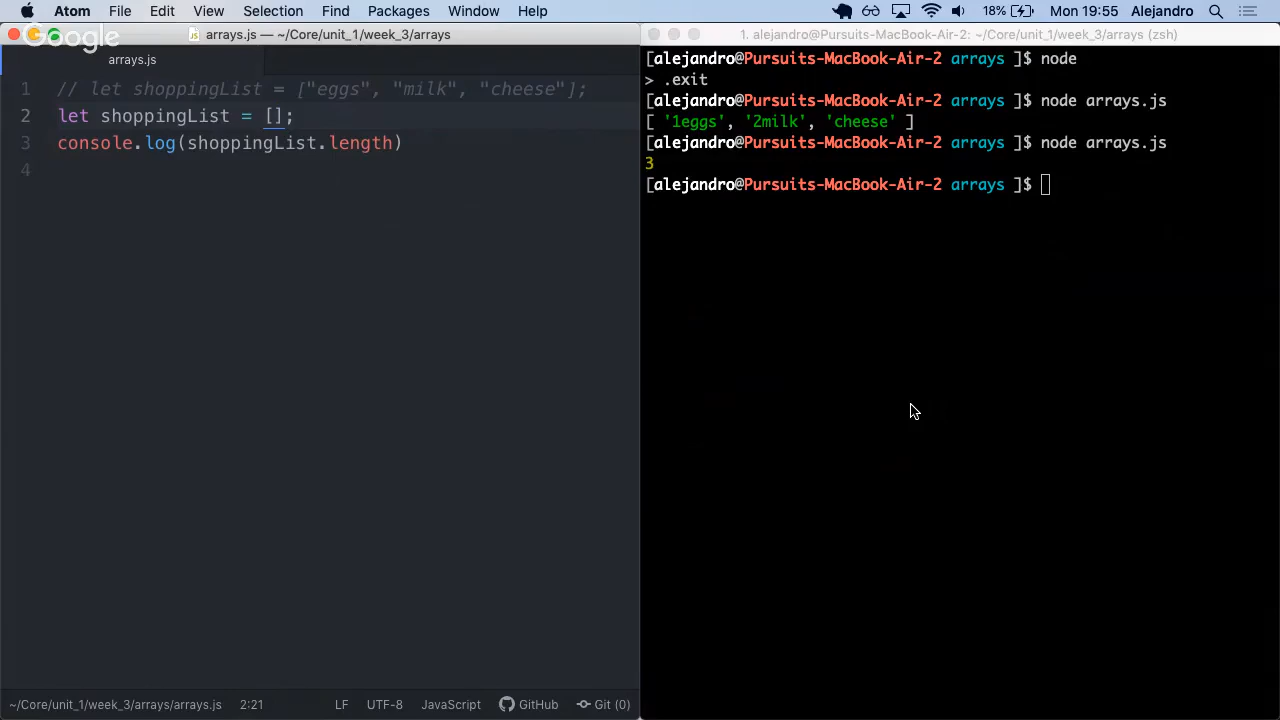 Atom File Edit View Selection Find Packages Window Help 18% Mon 19:55 Alejandro
Google
arrays.js — ~/Core/unit_1/week_3/arrays
arrays.js
1 // let shoppingList = ["eggs", "milk", "cheese"];
2 let shoppingList = [];
3 console.log(shoppingList.length)
4
~/Core/unit_1/week_3/arrays/arrays.js 2:21 LF UTF-8 JavaScript GitHub Git (0)
1. alejandro@Pursuits-MacBook-Air-2: ~/Core/unit_1/week_3/arrays (zsh)
[alejandro@Pursuits-MacBook-Air-2 arrays ]$ node
> .exit
[alejandro@Pursuits-MacBook-Air-2 arrays ]$ node arrays.js
[ '1eggs', '2milk', 'cheese' ]
[alejandro@Pursuits-MacBook-Air-2 arrays ]$ node arrays.js
3
[alejandro@Pursuits-MacBook-Air-2 arrays ]$